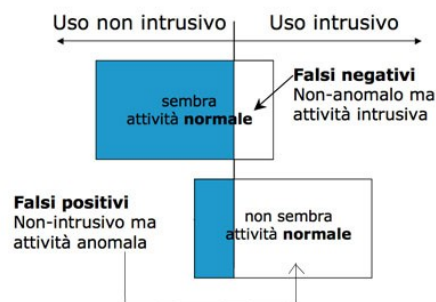 Uso non intrusivo
Uso intrusivo
sembra
attività normale
Falsi negativi
Non-anomalo ma
attività intrusiva
Falsi positivi
Non-intrusivo ma
attività anomala
non sembra
attività normale